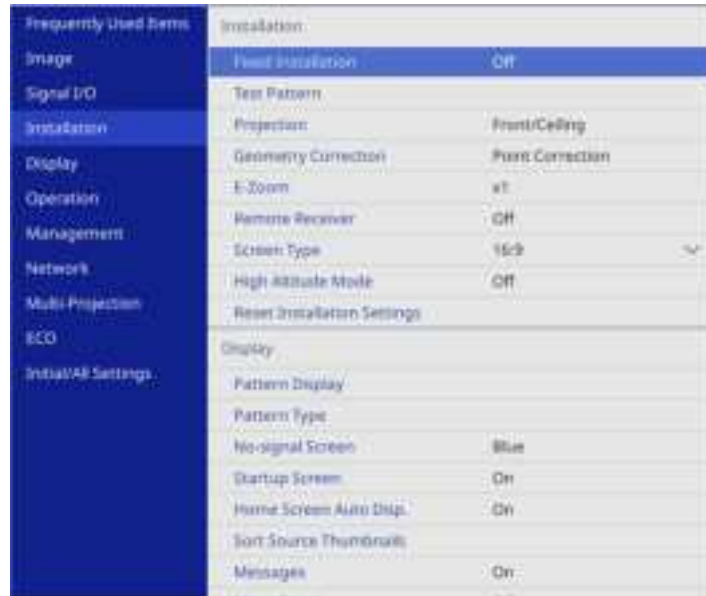 Frequently Used Items
Image
Signal I/O
Installation
Display
Operation
Management
Network
Multi-Projection
ECO
Initial/All Settings
Installation
Fixed Installation Off
Test Pattern
Projection Front/Ceiling
Geometry Correction Point Correction
E-Zoom x1
Remote Receiver Off
Screen Type 16:9
High Altitude Mode Off
Reset Installation Settings
Display
Pattern Display
Pattern Type
No-signal Screen Blue
Startup Screen On
Home Screen Auto Disp. On
Sort Source Thumbnails
Messages On